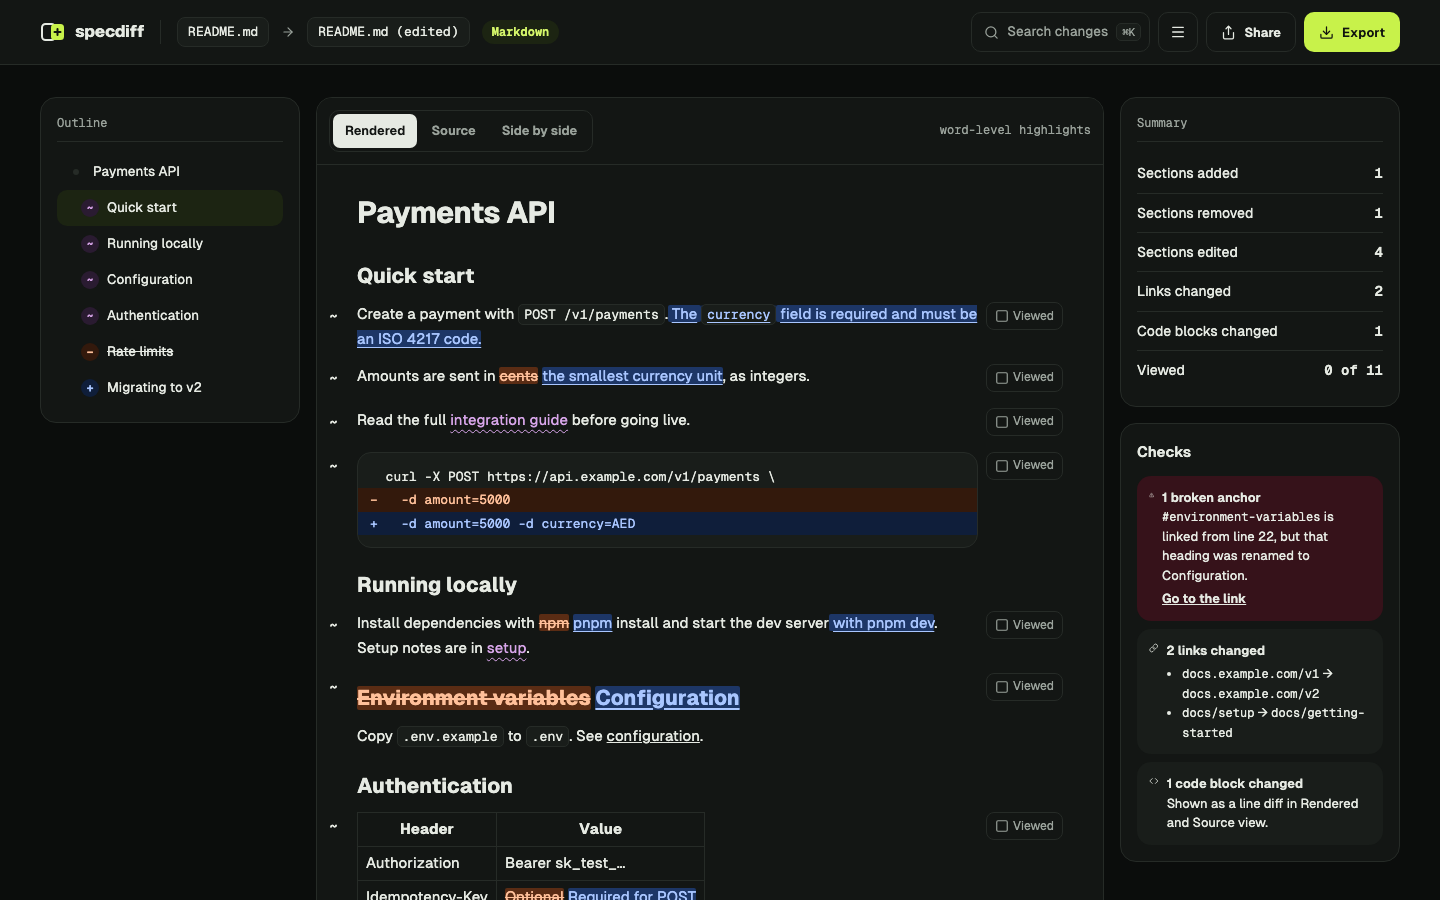 specdiff
README.md → README.md (edited) Markdown
Search changes ⌘K
Share
Export
Outline
Payments API
~ Quick start
~ Running locally
~ Configuration
~ Authentication
− Rate limits
+ Migrating to v2
Rendered
Source
Side by side
word-level highlights
Payments API
Quick start
~ Create a payment with POST /v1/payments. The currency field is required and must be
an ISO 4217 code.
Viewed
~ Amounts are sent in cents the smallest currency unit, as integers.
Viewed
~ Read the full integration guide before going live.
Viewed
~ curl -X POST https://api.example.com/v1/payments \
− -d amount=5000
+ -d amount=5000 -d currency=AED
Viewed
Running locally
~ Install dependencies with npm pnpm install and start the dev server with pnpm dev.
Setup notes are in setup.
Viewed
~ Environment variables Configuration
Viewed
Copy .env.example to .env. See configuration.
Authentication
~ Header Value
Viewed
Authorization Bearer sk_test_…
Idempotency-Key Optional Required for POST
Summary
Sections added 1
Sections removed 1
Sections edited 4
Links changed 2
Code blocks changed 1
Viewed 0 of 11
Checks
1 broken anchor
#environment-variables is
linked from line 22, but that
heading was renamed to
Configuration.
Go to the link
2 links changed
• docs.example.com/v1 →
docs.example.com/v2
• docs/setup → docs/getting-
started
1 code block changed
Shown as a line diff in Rendered
and Source view.